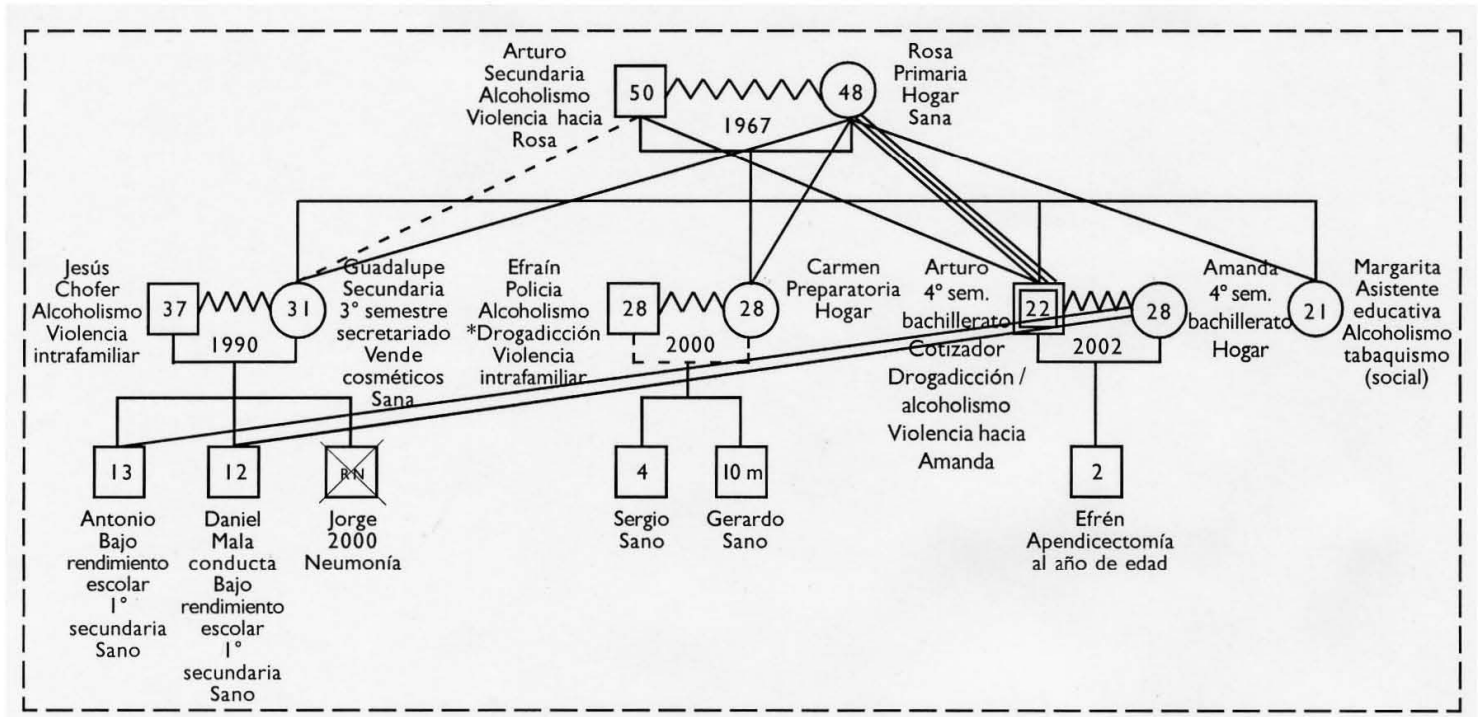 Arturo
Secundaria
Alcoholismo
Violencia hacia
Rosa
50
48
1967
Rosa
Primaria
Hogar
Sana
Jesús
Chofer
Alcoholismo
Violencia
intrafamiliar
37
31
1990
Guadalupe
Secundaria
3° semestre
secretariado
Vende
cosméticos
Sana
Efraín
Policia
Alcoholismo
*Drogadicción
Violencia
intrafamiliar
28
28
2000
Carmen
Preparatoria
Hogar
Arturo
4° sem.
bachillerato
Cotizador
Drogadicción /
alcoholismo
Violencia hacia
Amanda
22
28
2002
Amanda
4° sem.
bachillerato
Hogar
21
Margarita
Asistente
educativa
Alcoholismo
tabaquismo
(social)
13
Antonio
Bajo
rendimiento
escolar
1°
secundaria
Sano
12
Daniel
Mala
conducta
Bajo
rendimiento
escolar
1°
secundaria
Sano
RN
Jorge
2000
Neumonía
4
Sergio
Sano
10 m
Gerardo
Sano
2
Efrén
Apendicectomía
al año de edad